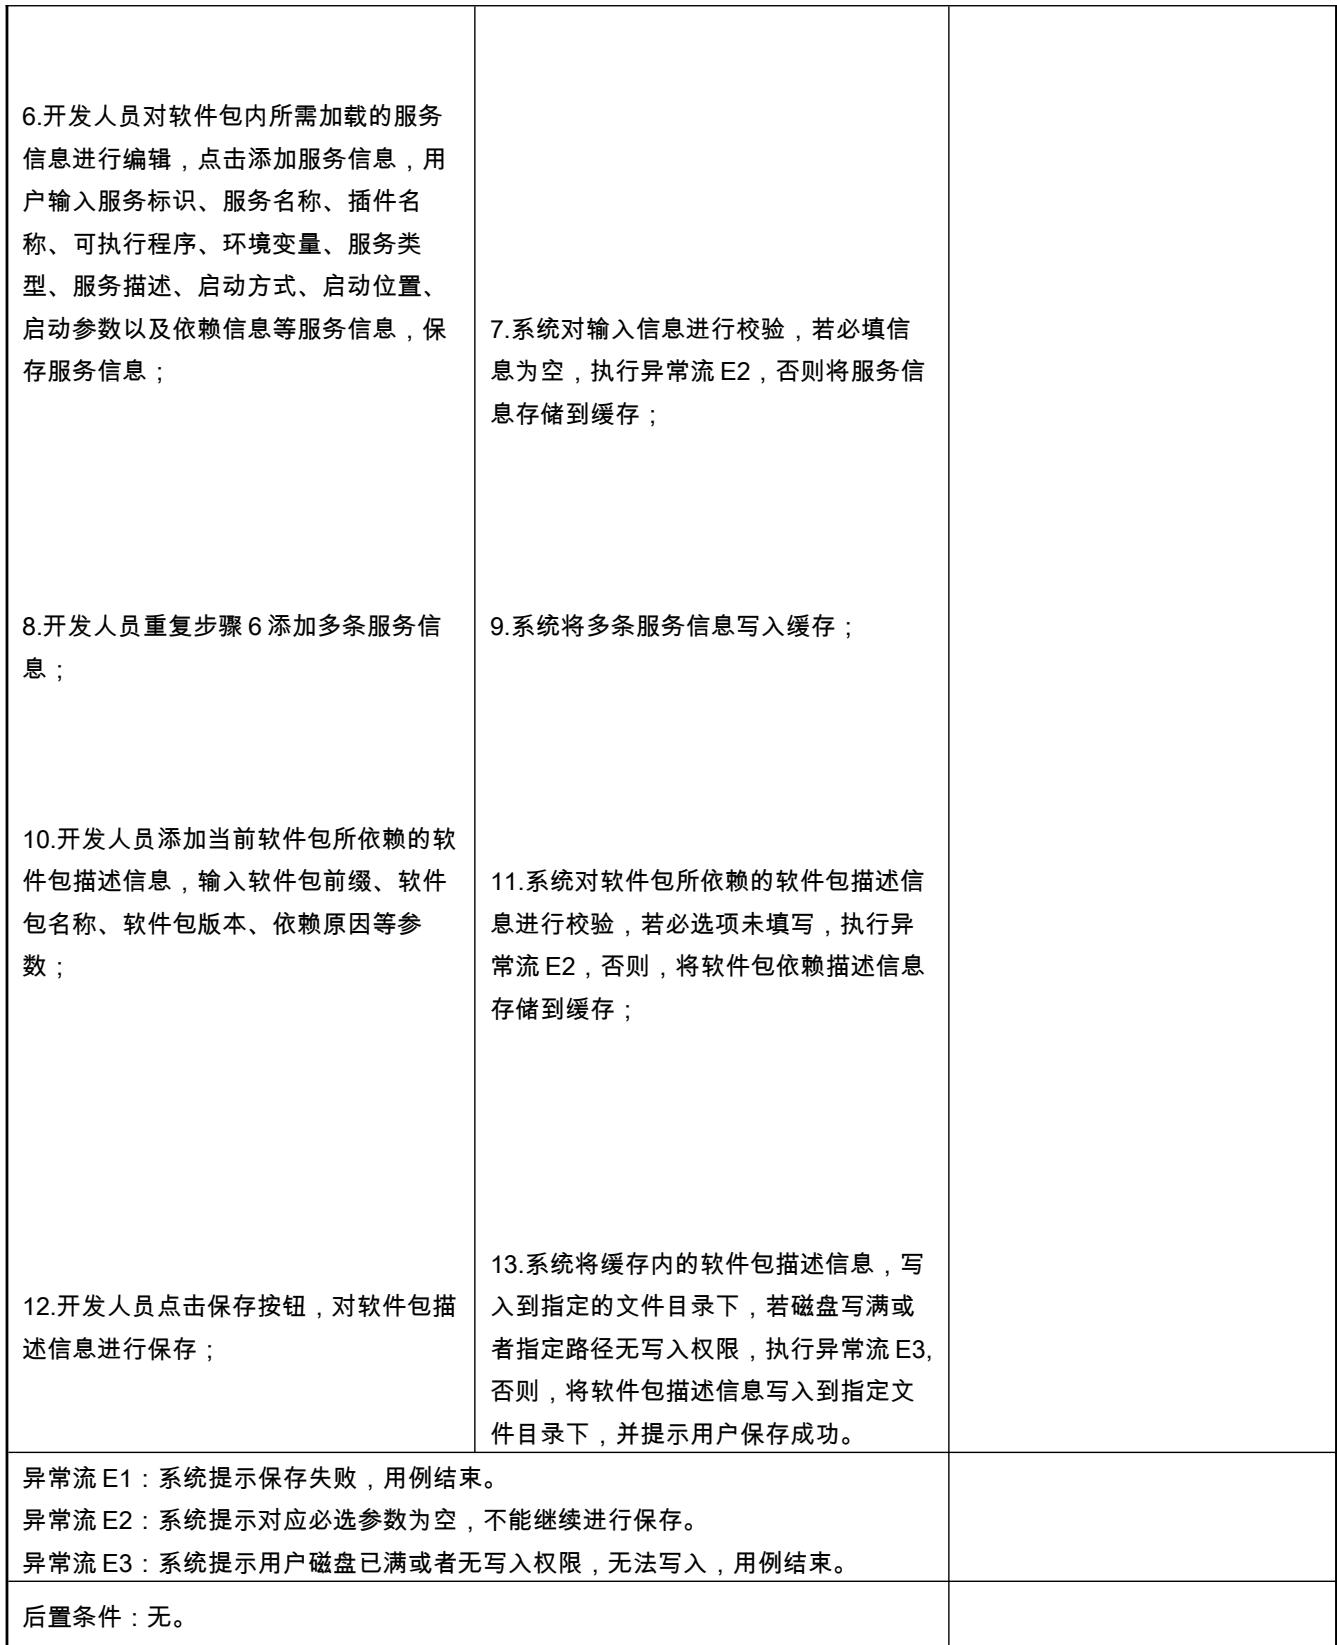 6.开发人员对软件包内所需加载的服务
信息进行编辑，点击添加服务信息，用
户输入服务标识、服务名称、插件名
称、可执行程序、环境变量、服务类
型、服务描述、启动方式、启动位置、
启动参数以及依赖信息等服务信息，保
存服务信息；
7.系统对输入信息进行校验，若必填信
息为空，执行异常流 E2，否则将服务信
息存储到缓存；
8.开发人员重复步骤 6 添加多条服务信
息；
9.系统将多条服务信息写入缓存；
10.开发人员添加当前软件包所依赖的软
件包描述信息，输入软件包前缀、软件
包名称、软件包版本、依赖原因等参
数；
11.系统对软件包所依赖的软件包描述信
息进行校验，若必选项未填写，执行异
常流 E2，否则，将软件包依赖描述信息
存储到缓存；
12.开发人员点击保存按钮，对软件包描
述信息进行保存；
13.系统将缓存内的软件包描述信息，写
入到指定的文件目录下，若磁盘写满或
者指定路径无写入权限，执行异常流 E3,
否则，将软件包描述信息写入到指定文
件目录下，并提示用户保存成功。
异常流 E1：系统提示保存失败，用例结束。
异常流 E2：系统提示对应必选参数为空，不能继续进行保存。
异常流 E3：系统提示用户磁盘已满或者无写入权限，无法写入，用例结束。
后置条件：无。